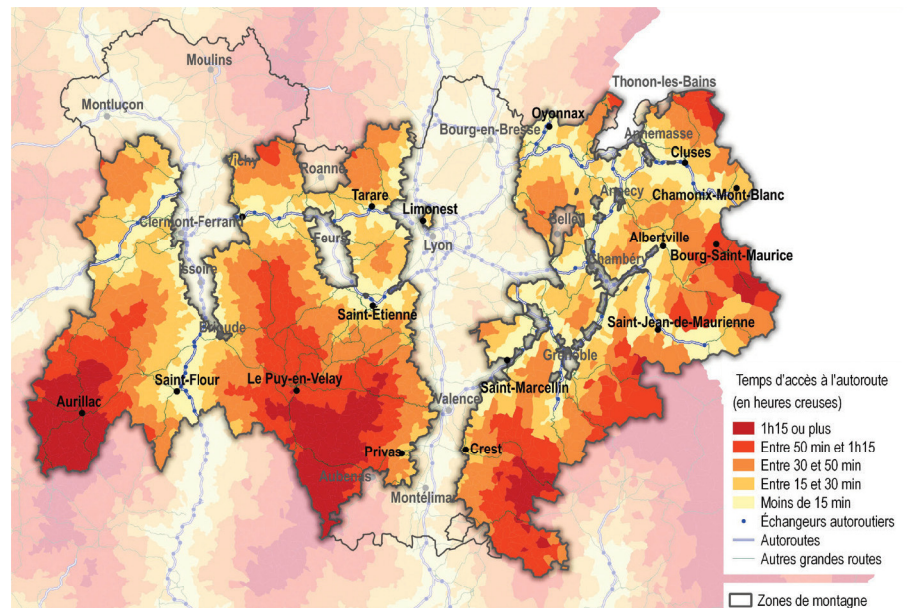 Moulins
Montluçon
Thonon-les-Bains
Oyonnax
Bourg-en-Bresse
Annemasse
Vichy
Roanne
Cluses
Tarare
Annecy
Chamonix-Mont-Blanc
Clermont-Ferrand
Limonest
Belley
Feurs
Lyon
Albertville
Bourg-Saint-Maurice
Issoire
Chambéry
Saint-Etienne
Saint-Jean-de-Maurienne
Brioude
Grenoble
Saint-Flour
Le Puy-en-Velay
Saint-Marcellin
Aurillac
Valence
Privas
Crest
Aubenas
Montélimar
Temps d'accès à l'autoroute
(en heures creuses)
1h15 ou plus
Entre 50 min et 1h15
Entre 30 et 50 min
Entre 15 et 30 min
Moins de 15 min
Échangeurs autoroutiers
Autoroutes
Autres grandes routes
Zones de montagne